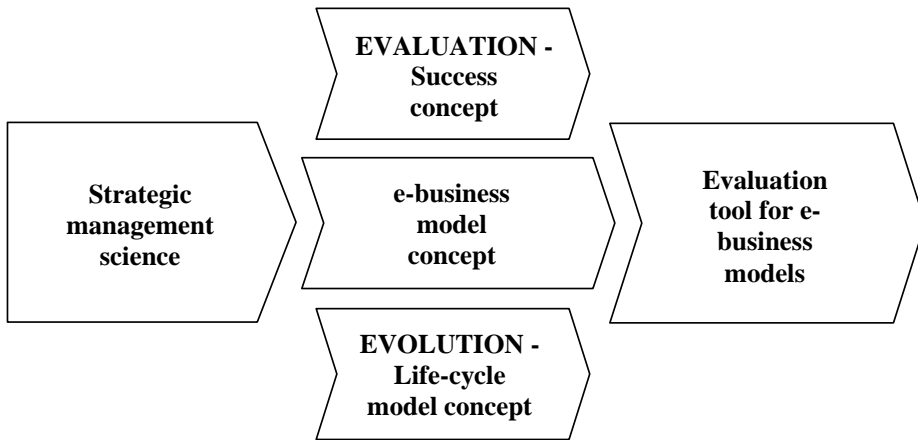 Strategic
management
science
EVALUATION -
Success
concept
e-business
model
concept
EVOLUTION -
Life-cycle
model concept
Evaluation
tool for e-
business
models